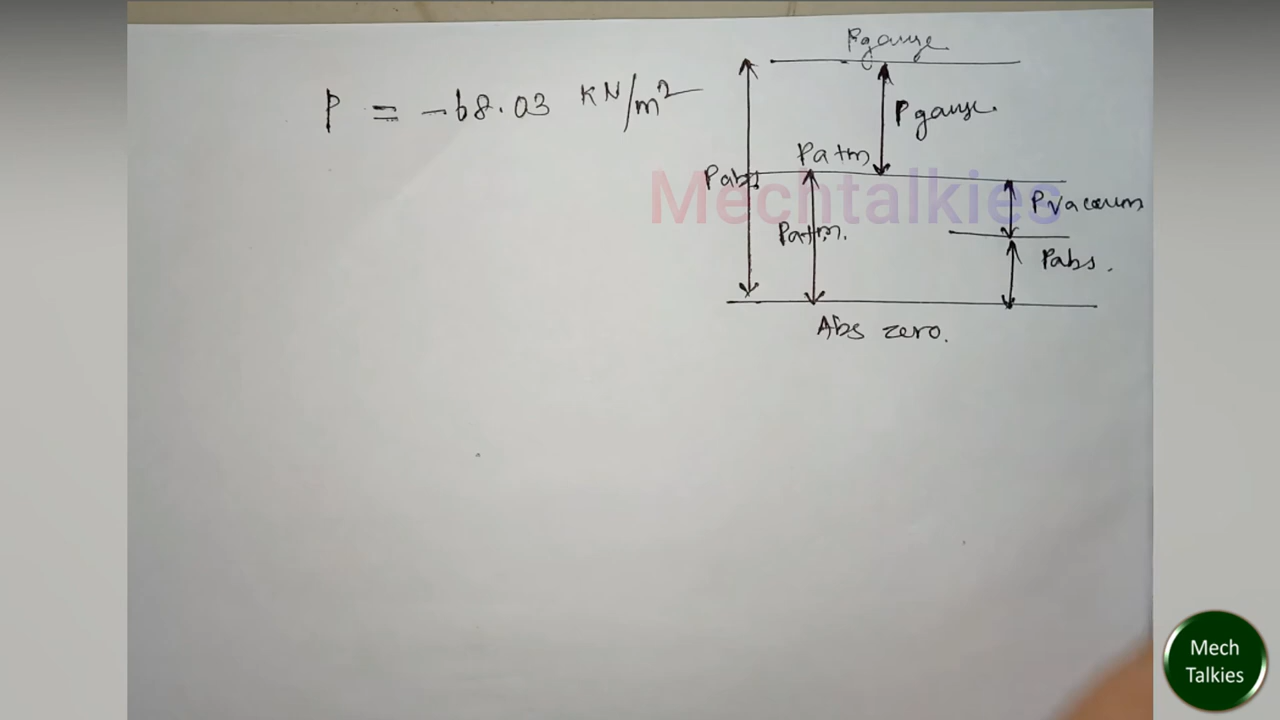 P = -68.03 KN/m²
Pgauge
Pgauge.
Patm
Pabs
Mechtalkies
Pvacuum
Patm.
Pabs.
Abs zero.
Mech
Talkies